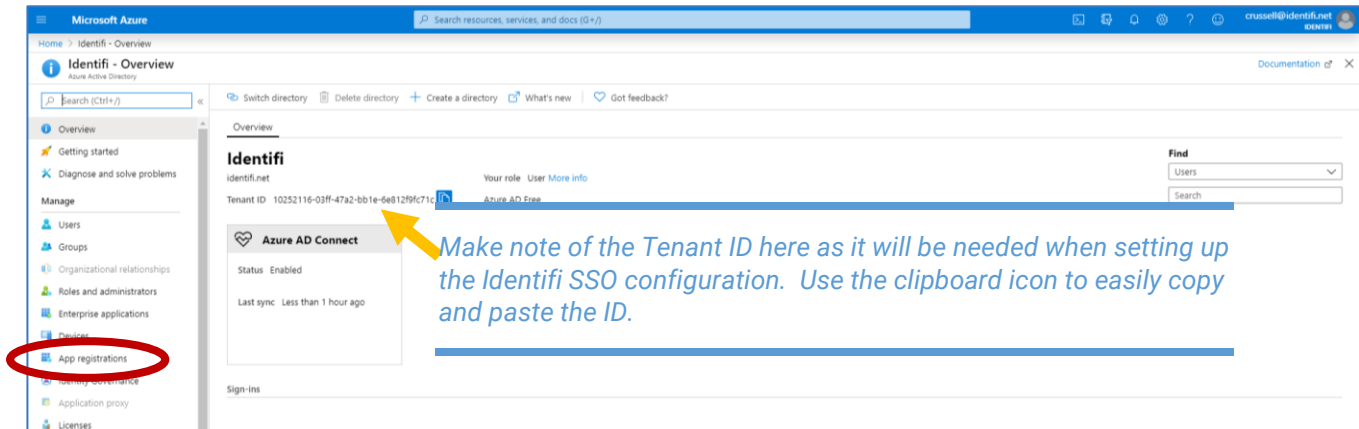 Microsoft Azure
Search resources, services, and docs (G+/)
crussell@identifi.net
IDENTIFI
Home > Identifi - Overview
Identifi - Overview
Azure Active Directory
Documentation
Search (Ctrl+/)
Switch directory Delete directory Create a directory What's new Got feedback?
Overview
Getting started
Diagnose and solve problems
Manage
Users
Groups
Organizational relationships
Roles and administrators
Enterprise applications
Devices
App registrations
Identity Governance
Application proxy
Licenses
Overview
Identifi
identifi.net
Your role User More info
Tenant ID 10252116-03ff-47a2-bb1e-6e812f9fc71c
Azure AD Free
Find
Users
Search
Azure AD Connect
Status Enabled
Last sync Less than 1 hour ago
Make note of the Tenant ID here as it will be needed when setting up
the Identifi SSO configuration. Use the clipboard icon to easily copy
and paste the ID.
Sign-ins